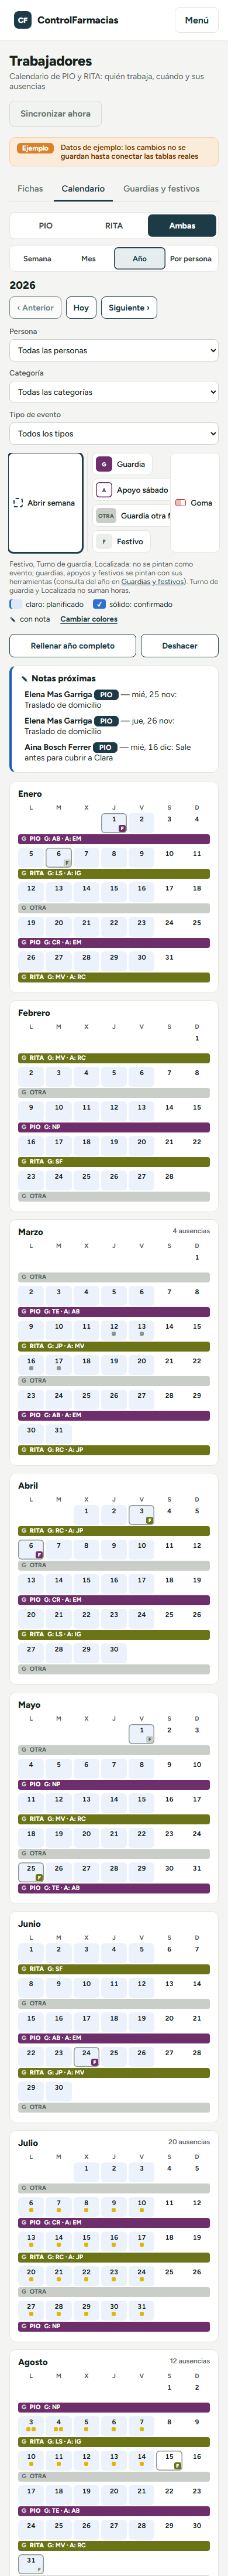 CF ControlFarmacias Menú
Trabajadores
Calendario de PIO y RITA: quién trabaja, cuándo y sus
ausencias
Sincronizar ahora
Ejemplo Datos de ejemplo: los cambios no se
guardan hasta conectar las tablas reales
Fichas Calendario Guardias y festivos
PIO RITA Ambas
Semana Mes Año Por persona
2026
‹ Anterior Hoy Siguiente ›
Persona
Todas las personas
Categoría
Todas las categorías
Tipo de evento
Todos los tipos
Abrir semana
G Guardia
A Apoyo sábado
OTRA Guardia otra f
F Festivo
Goma
Festivo, Turno de guardia, Localizada: no se pintan como
evento; guardias, apoyos y festivos se pintan con sus
herramientas (consulta del año en Guardias y festivos). Turno de
guardia y Localizada no suman horas.
claro: planificado sólido: confirmado
con nota Cambiar colores
Rellenar año completo Deshacer
Notas próximas
Elena Mas Garriga PIO — mié, 25 nov:
Traslado de domicilio
Elena Mas Garriga PIO — jue, 26 nov:
Traslado de domicilio
Aina Bosch Ferrer PIO — mié, 16 dic: Sale
antes para cubrir a Clara
Enero
L M X J V S D
1 2 3 4
F
G PIO G: AB · A: EM
5 6 7 8 9 10 11
F
G RITA G: LS · A: IG
12 13 14 15 16 17 18
G OTRA
19 20 21 22 23 24 25
G PIO G: CR · A: EM
26 27 28 29 30 31
G RITA G: MV · A: RC
Febrero
L M X J V S D
1
G RITA G: MV · A: RC
2 3 4 5 6 7 8
G OTRA
9 10 11 12 13 14 15
G PIO G: NP
16 17 18 19 20 21 22
G RITA G: SF
23 24 25 26 27 28
G OTRA
Marzo 4 ausencias
L M X J V S D
1
G OTRA
2 3 4 5 6 7 8
G PIO G: TE · A: AB
9 10 11 12 13 14 15
G RITA G: JP · A: MV
16 17 18 19 20 21 22
G OTRA
23 24 25 26 27 28 29
G PIO G: AB · A: EM
30 31
G RITA G: RC · A: JP
Abril
L M X J V S D
1 2 3 4 5
F
G RITA G: RC · A: JP
6 7 8 9 10 11 12
F
G OTRA
13 14 15 16 17 18 19
G PIO G: CR · A: EM
20 21 22 23 24 25 26
G RITA G: LS · A: IG
27 28 29 30
G OTRA
Mayo
L M X J V S D
1 2 3
F
G OTRA
4 5 6 7 8 9 10
G PIO G: NP
11 12 13 14 15 16 17
G RITA G: MV · A: RC
18 19 20 21 22 23 24
G OTRA
25 26 27 28 29 30 31
F
G PIO G: TE · A: AB
Junio
L M X J V S D
1 2 3 4 5 6 7
G RITA G: SF
8 9 10 11 12 13 14
G OTRA
15 16 17 18 19 20 21
G PIO G: AB · A: EM
22 23 24 25 26 27 28
F
G RITA G: JP · A: MV
29 30
G OTRA
Julio 20 ausencias
L M X J V S D
1 2 3 4 5
G OTRA
6 7 8 9 10 11 12
G PIO G: CR · A: EM
13 14 15 16 17 18 19
G RITA G: RC · A: JP
20 21 22 23 24 25 26
G OTRA
27 28 29 30 31
G PIO G: NP
Agosto 12 ausencias
L M X J V S D
1 2
G PIO G: NP
3 4 5 6 7 8 9
G RITA G: LS · A: IG
10 11 12 13 14 15 16
F
G OTRA
17 18 19 20 21 22 23
G PIO G: TE · A: AB
24 25 26 27 28 29 30
G RITA G: MV · A: RC
31
F